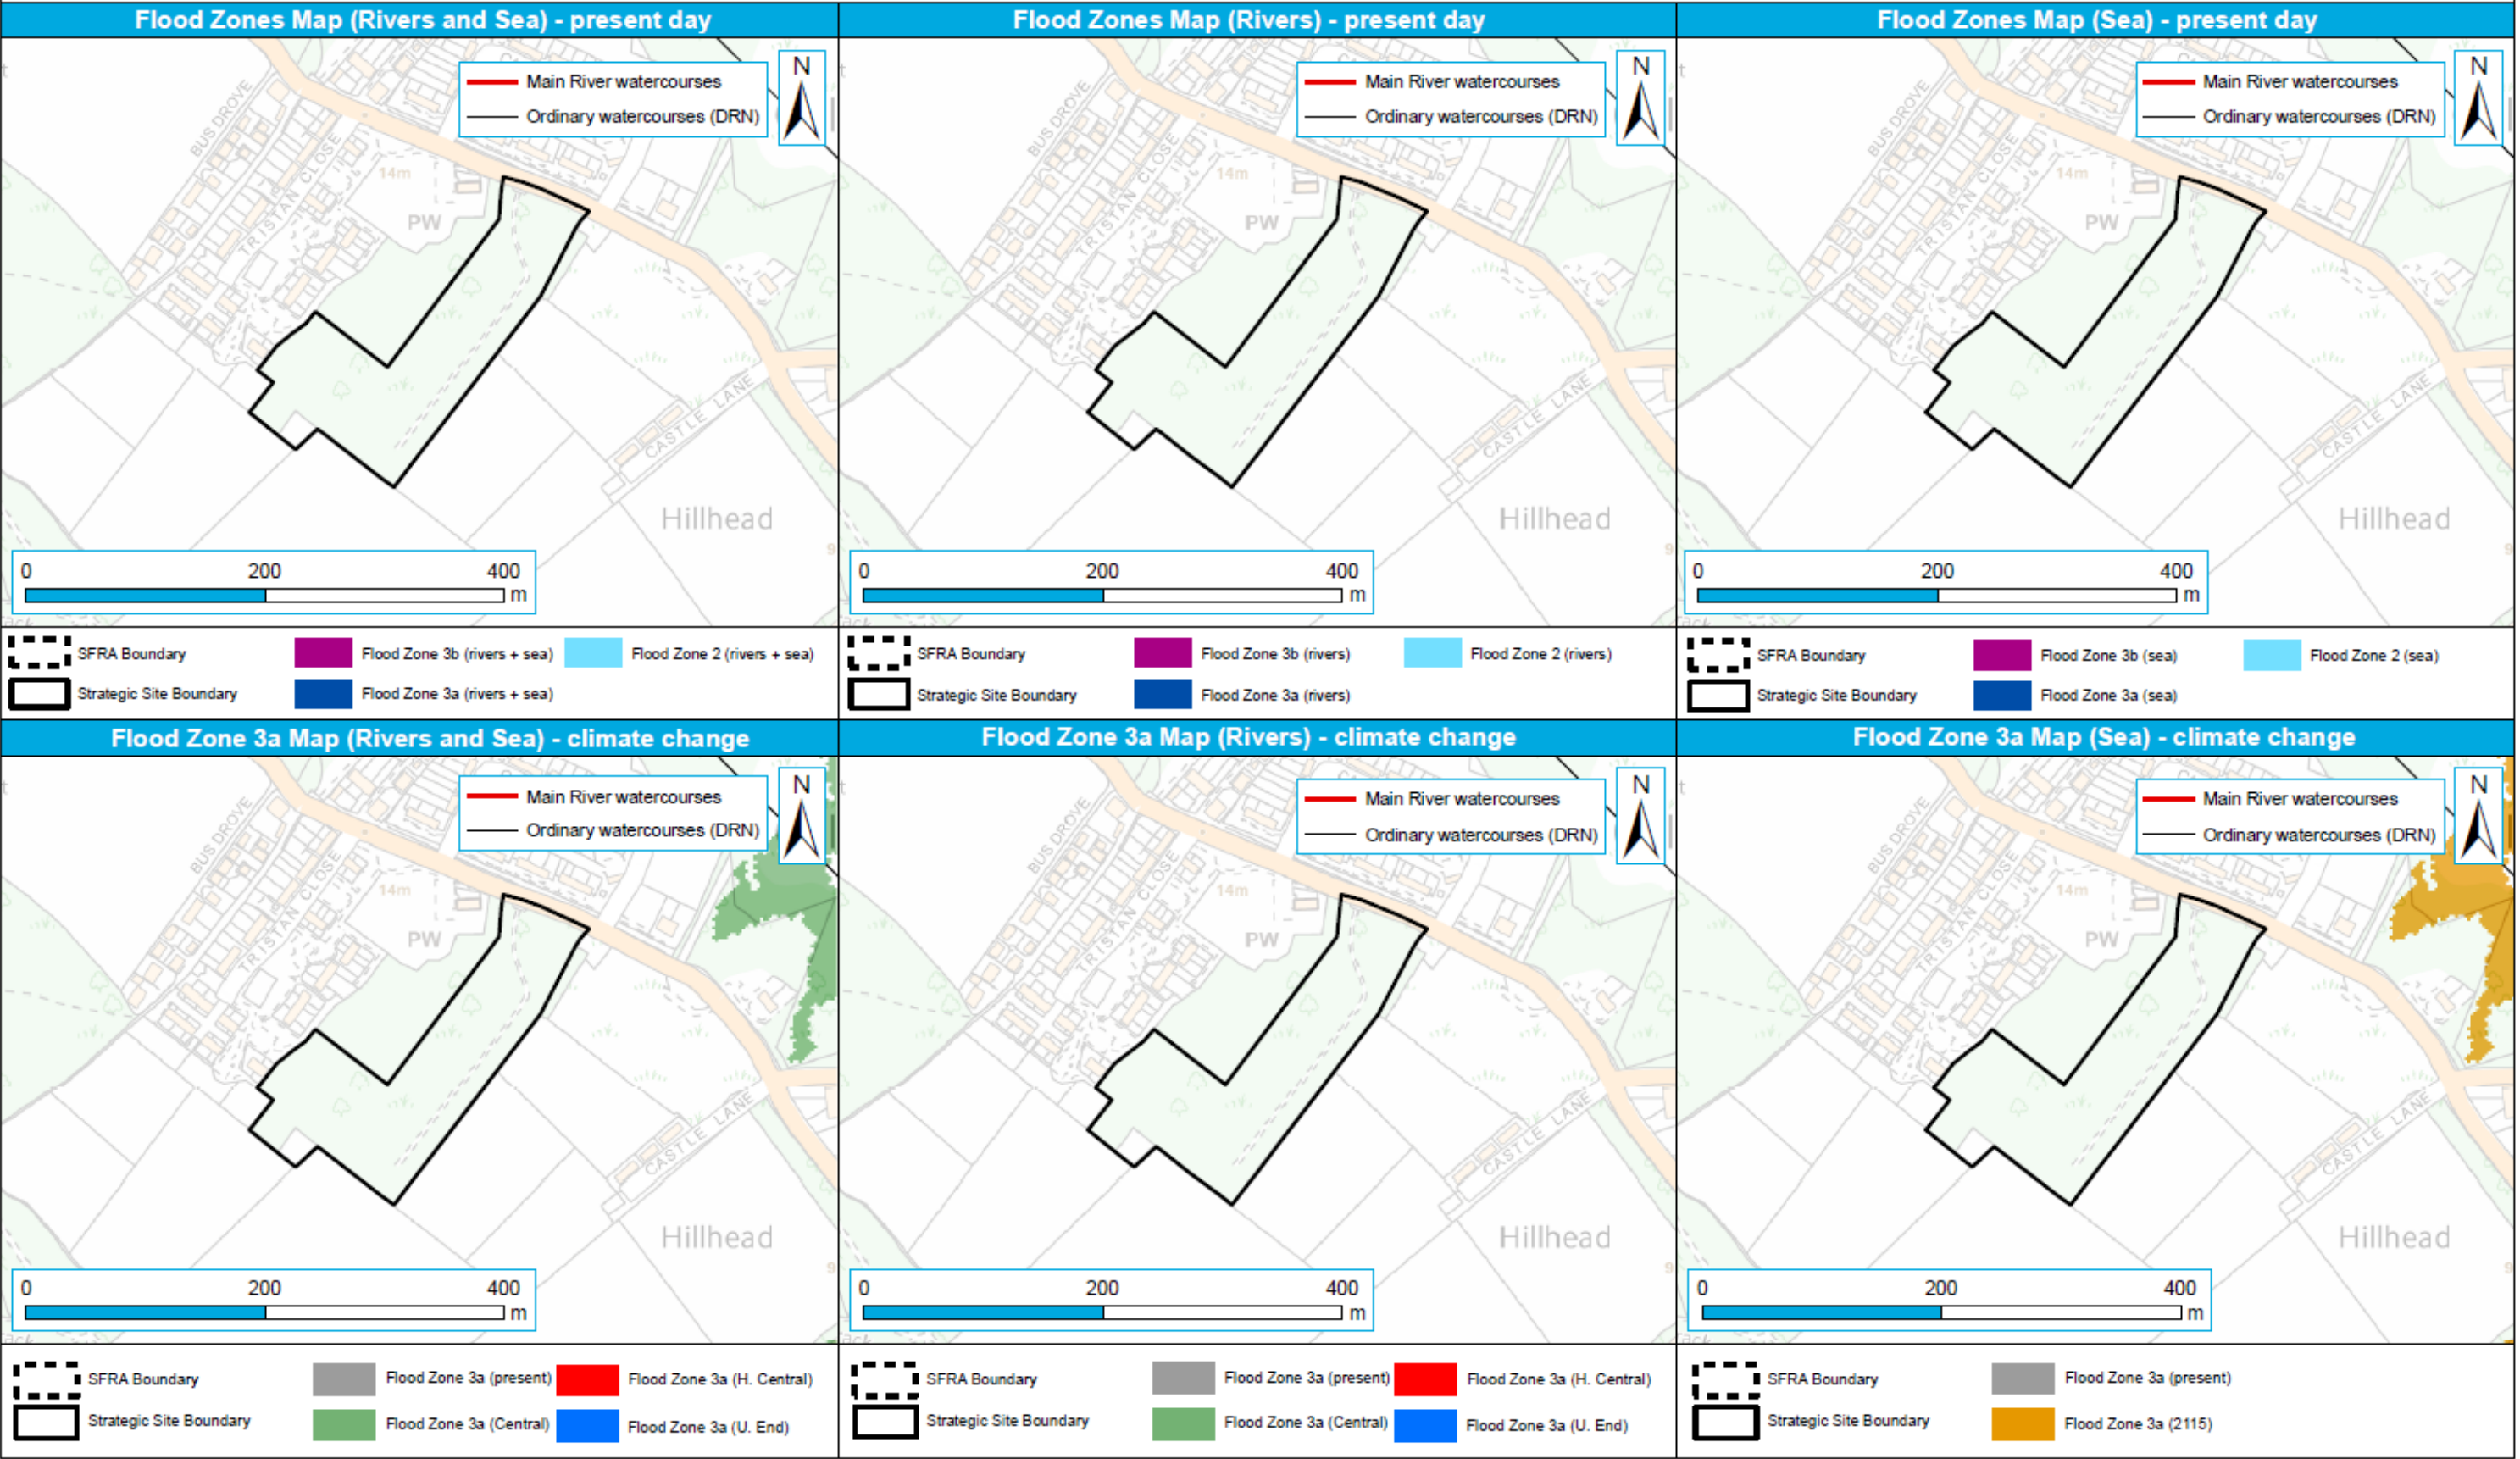 Flood Zones Map (Rivers and Sea) - present day
Main River watercourses
Ordinary watercourses (DRN)
N
BUS DROVE
TRISTAN CLOSE
14m
PW
CASTLE LANE
Hillhead
0 200 400
m
SFRA Boundary
Flood Zone 3b (rivers + sea)
Flood Zone 2 (rivers + sea)
Strategic Site Boundary
Flood Zone 3a (rivers + sea)
Flood Zones Map (Rivers) - present day
Main River watercourses
Ordinary watercourses (DRN)
N
BUS DROVE
TRISTAN CLOSE
14m
PW
CASTLE LANE
Hillhead
9
0 200 400
m
SFRA Boundary
Flood Zone 3b (rivers)
Flood Zone 2 (rivers)
Strategic Site Boundary
Flood Zone 3a (rivers)
Flood Zones Map (Sea) - present day
Main River watercourses
Ordinary watercourses (DRN)
N
BUS DROVE
TRISTAN CLOSE
14m
PW
CASTLE LANE
Hillhead
9
0 200 400
m
SFRA Boundary
Flood Zone 3b (sea)
Flood Zone 2 (sea)
Strategic Site Boundary
Flood Zone 3a (sea)
Flood Zone 3a Map (Rivers and Sea) - climate change
Main River watercourses
Ordinary watercourses (DRN)
N
BUS DROVE
TRISTAN CLOSE
14m
PW
CASTLE LANE
Hillhead
9
0 200 400
m
SFRA Boundary
Flood Zone 3a (present)
Flood Zone 3a (H. Central)
Strategic Site Boundary
Flood Zone 3a (Central)
Flood Zone 3a (U. End)
Flood Zone 3a Map (Rivers) - climate change
Main River watercourses
Ordinary watercourses (DRN)
N
BUS DROVE
TRISTAN CLOSE
14m
PW
CASTLE LANE
Hillhead
9
0 200 400
m
SFRA Boundary
Flood Zone 3a (present)
Flood Zone 3a (H. Central)
Strategic Site Boundary
Flood Zone 3a (Central)
Flood Zone 3a (U. End)
Flood Zone 3a Map (Sea) - climate change
Main River watercourses
Ordinary watercourses (DRN)
N
BUS DROVE
TRISTAN CLOSE
14m
PW
CASTLE LANE
Hillhead
9
0 200 400
m
SFRA Boundary
Flood Zone 3a (present)
Strategic Site Boundary
Flood Zone 3a (2115)